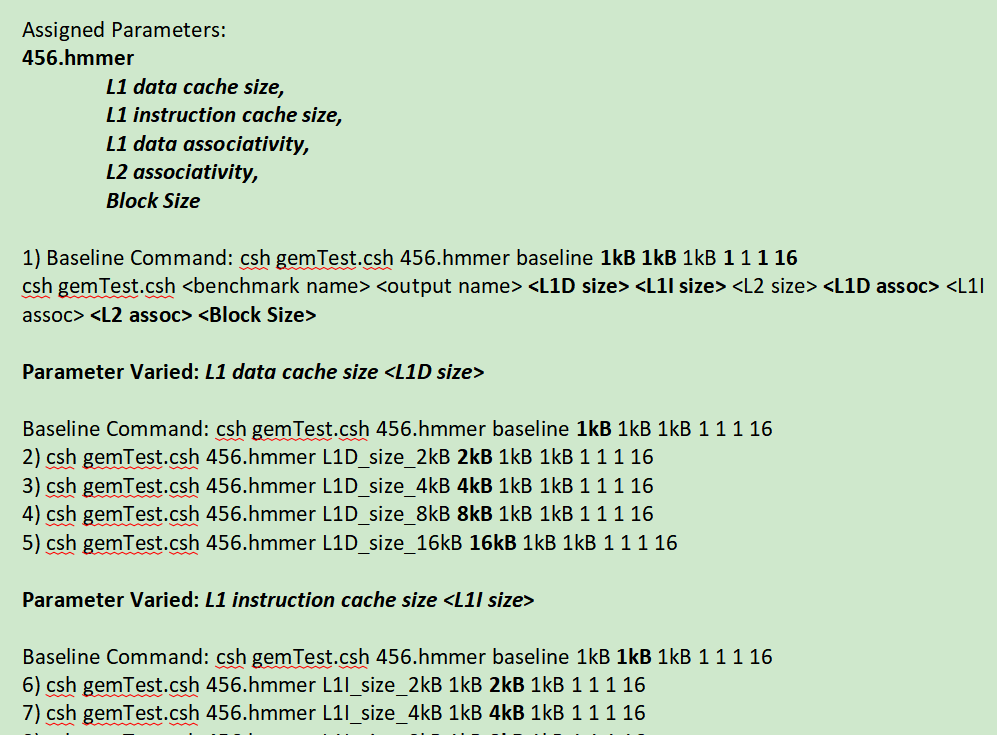 Assigned Parameters:
456.hmmer
L1 data cache size,
L1 instruction cache size,
L1 data associativity,
L2 associativity,
Block Size
1) Baseline Command: csh gemTest.csh 456.hmmer baseline 1kB 1kB 1kB 1 1 1 16
csh gemTest.csh <benchmark name> <output name> <L1D size> <L1I size> <L2 size> <L1D assoc> <L1I
assoc> <L2 assoc> <Block Size>
Parameter Varied: L1 data cache size <L1D size>
Baseline Command: csh gemTest.csh 456.hmmer baseline 1kB 1kB 1kB 1 1 1 16
2) csh gemTest.csh 456.hmmer L1D_size_2kB 2kB 1kB 1kB 1 1 1 16
3) csh gemTest.csh 456.hmmer L1D_size_4kB 4kB 1kB 1kB 1 1 1 16
4) csh gemTest.csh 456.hmmer L1D_size_8kB 8kB 1kB 1kB 1 1 1 16
5) csh gemTest.csh 456.hmmer L1D_size_16kB 16kB 1kB 1kB 1 1 1 16
Parameter Varied: L1 instruction cache size <L1I size>
Baseline Command: csh gemTest.csh 456.hmmer baseline 1kB 1kB 1kB 1 1 1 16
6) csh gemTest.csh 456.hmmer L1I_size_2kB 1kB 2kB 1kB 1 1 1 16
7) csh gemTest.csh 456.hmmer L1I_size_4kB 1kB 4kB 1kB 1 1 1 16